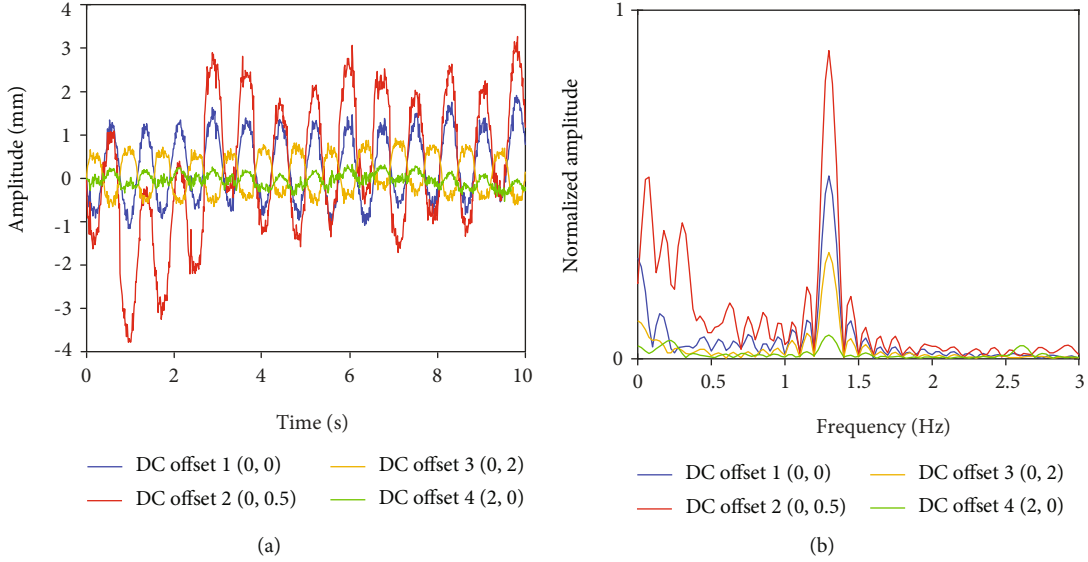 4
3
2
1
0
-1
-2
-3
-4
Amplitude (mm)
0 2 4 6 8 10
Time (s)
DC offset 1 (0, 0)
DC offset 3 (0, 2)
DC offset 2 (0, 0.5)
DC offset 4 (2, 0)
(a)
1
0
Normalized amplitude
0 0.5 1 1.5 2 2.5 3
Frequency (Hz)
DC offset 1 (0, 0)
DC offset 3 (0, 2)
DC offset 2 (0, 0.5)
DC offset 4 (2, 0)
(b)